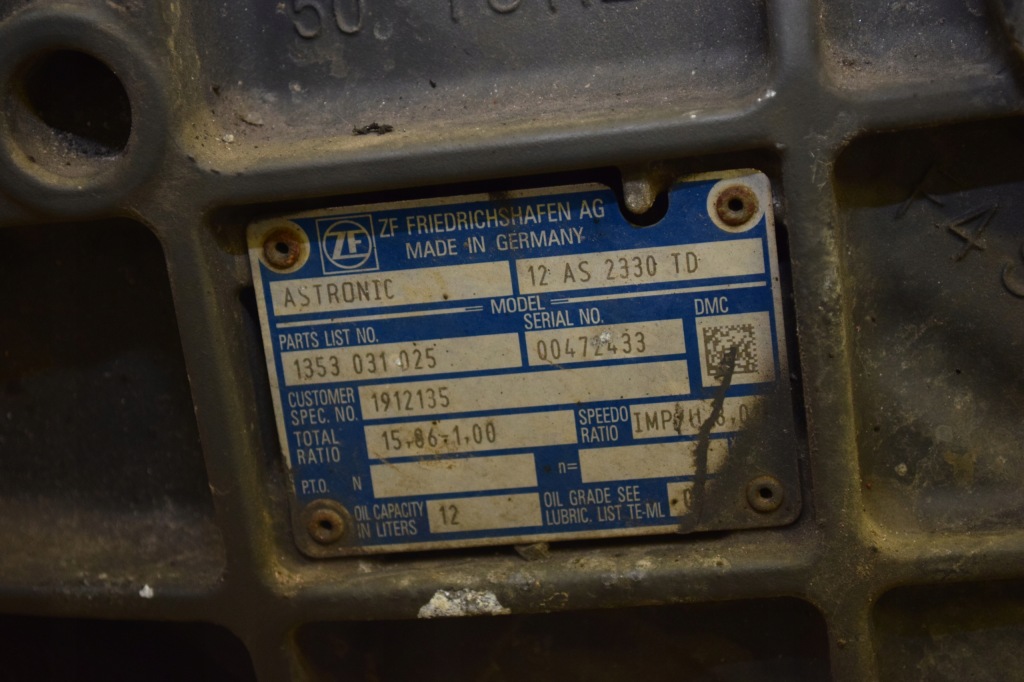 50.
ZF
ZF FRIEDRICHSHAFEN AG
MADE IN GERMANY
ASTRONIC
12 AS 2330 TD
MODEL
PARTS LIST NO.
SERIAL NO.
DMC
1353 031 025
00472433
CUSTOMER
SPEC. NO.
1912135
TOTAL
RATIO
15.86-1.00
SPEEDO
RATIO
P.T.O. N
n=
OIL CAPACITY
IN LITERS
12
OIL GRADE SEE
LUBRIC. LIST TE-ML